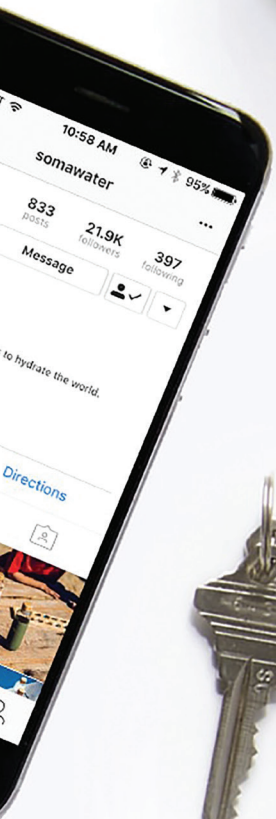 10:58 AM
95%
somawater
833
posts
21.9K
followers
397
following
Message
to hydrate the world.
Directions